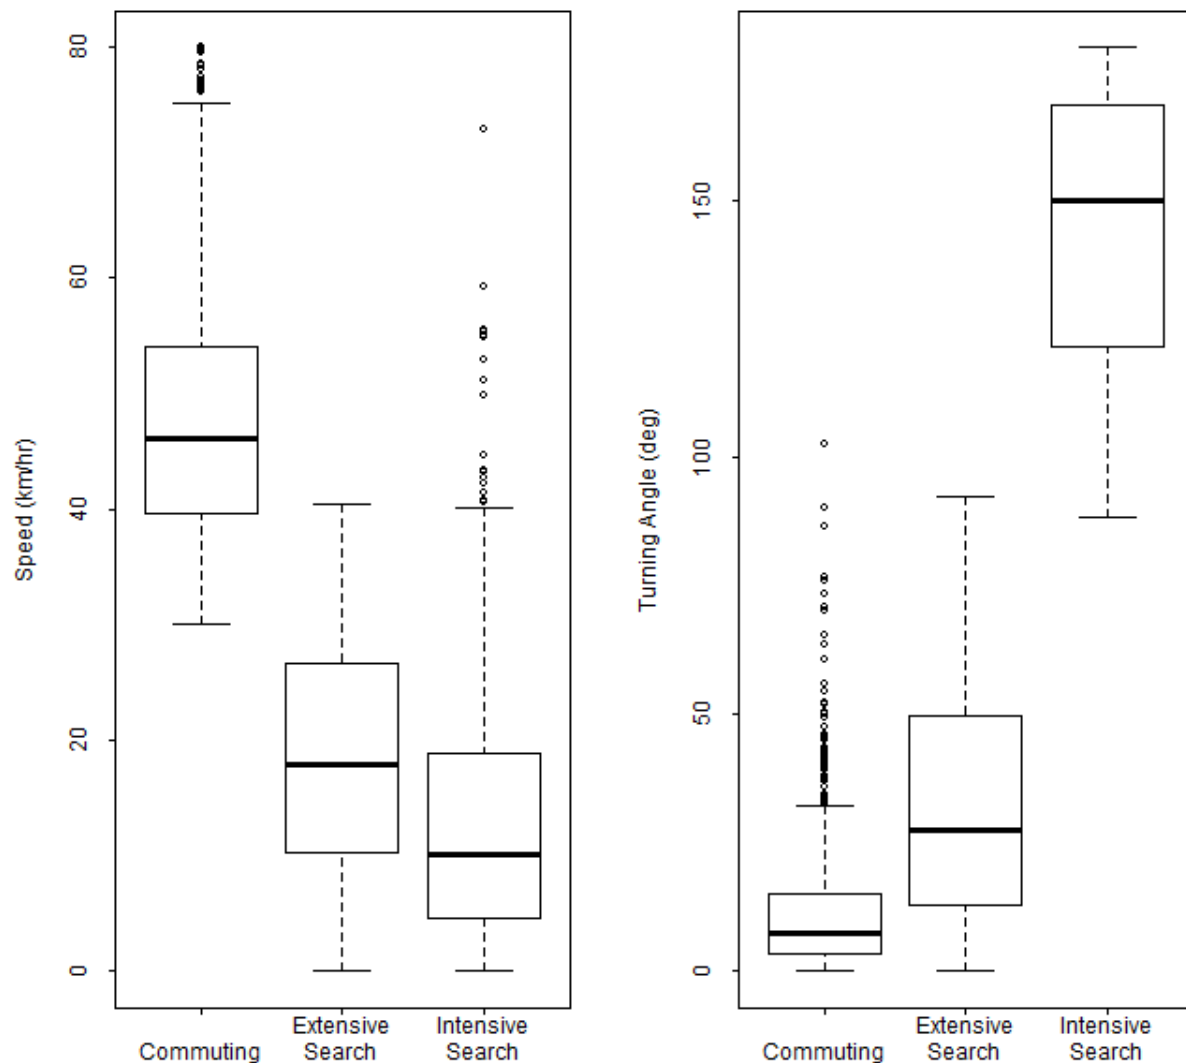 80
60
40
20
0
Speed (km/hr)
Commuting
Extensive
Search
Intensive
Search
150
100
50
0
Turning Angle (deg)
Commuting
Extensive
Search
Intensive
Search